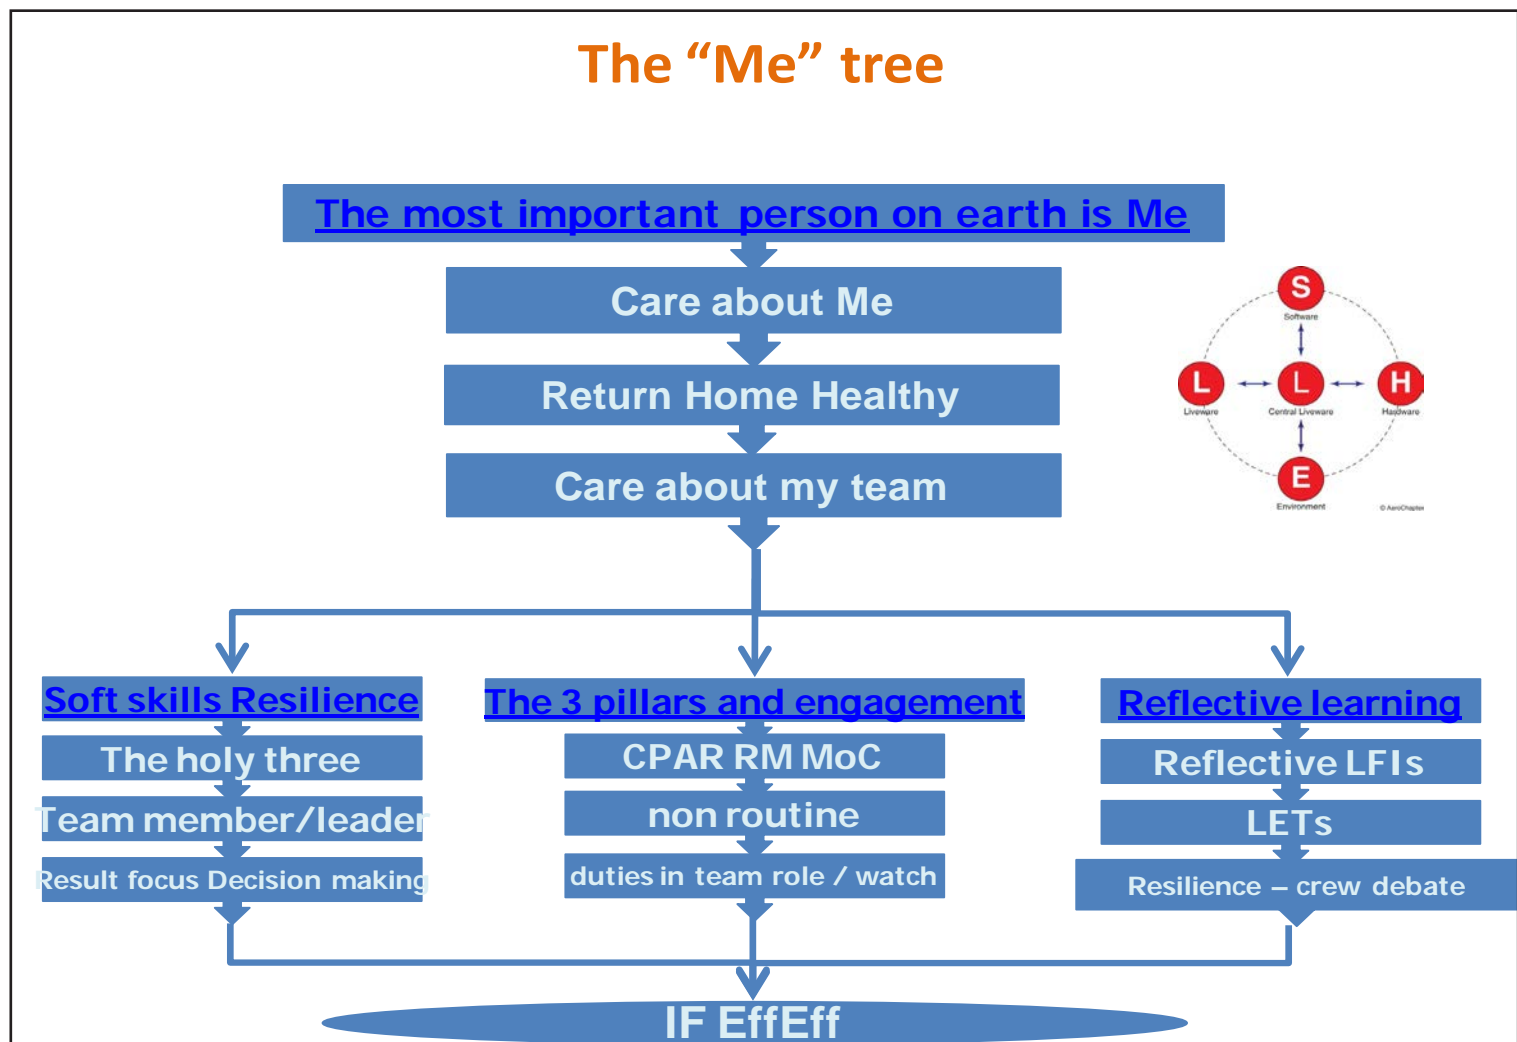 The “Me” tree
The most important person on earth is Me
Care about Me
Return Home Healthy
Care about my team
S
Software
L
Liveware
L
Central Liveware
H
Hardware
E
Environment
© AeroChapter
Soft skills Resilience
The 3 pillars and engagement
Reflective learning
The holy three
CPAR RM MoC
Reflective LFIs
Team member/leader
non routine
LETs
Result focus Decision making
duties in team role / watch
Resilience – crew debate
IF EffEff